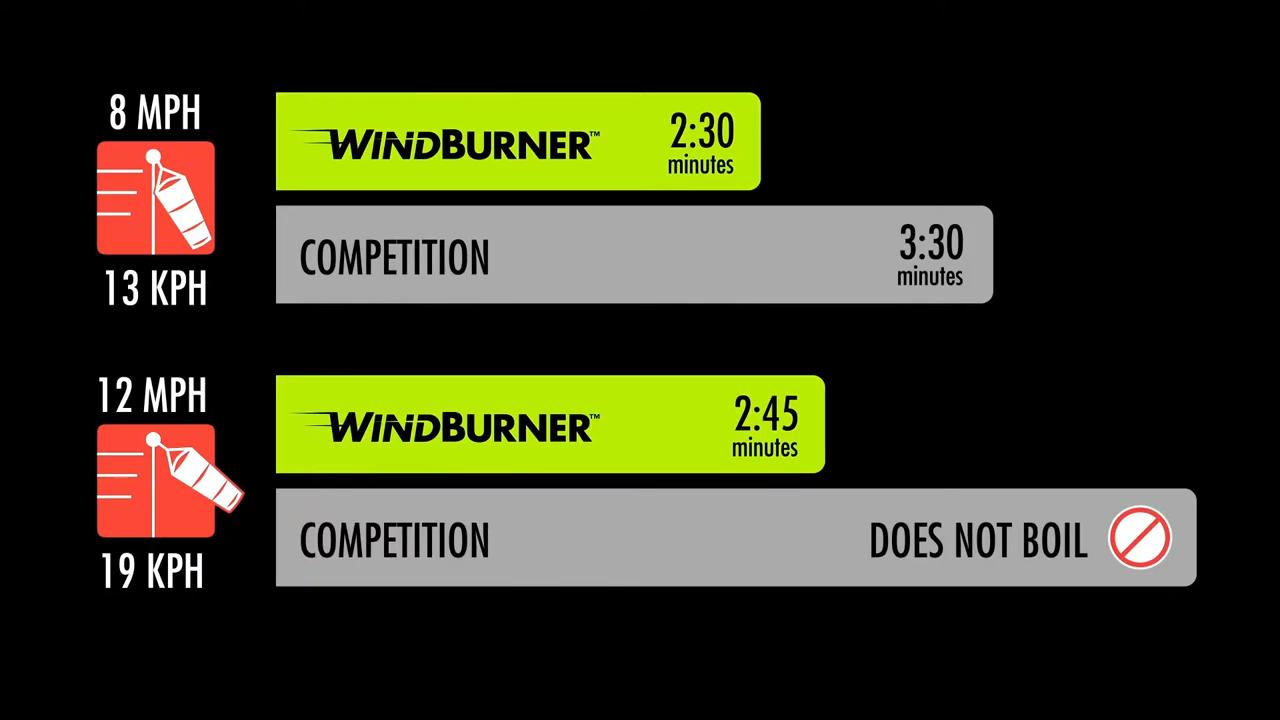 8 MPH
13 KPH
WINDBURNER™
2:30
minutes
COMPETITION
3:30
minutes
12 MPH
19 KPH
WINDBURNER™
2:45
minutes
COMPETITION
DOES NOT BOIL